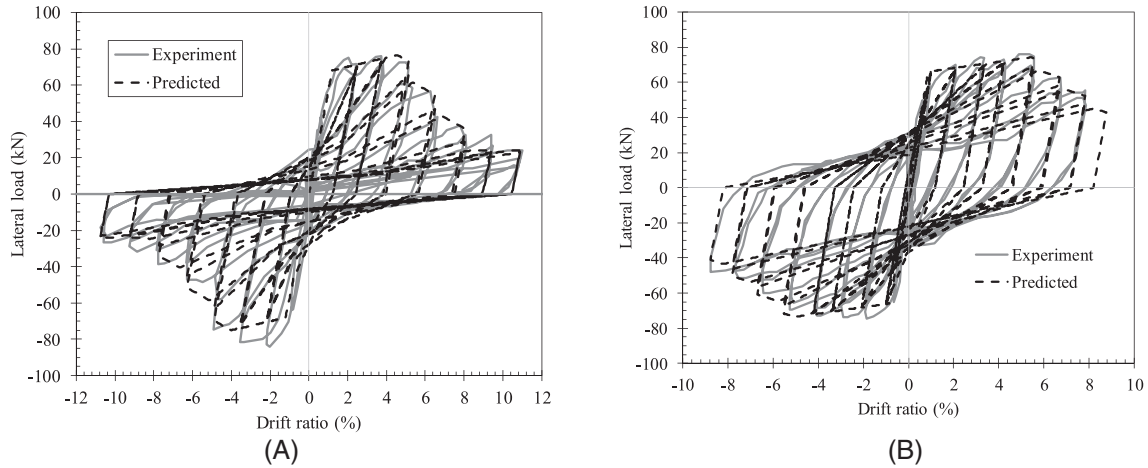 100
80
60
40
20
0
-20
-40
-60
-80
-100
Lateral load (kN)
Experiment
Predicted
-12 -10 -8 -6 -4 -2 0 2 4 6 8 10 12
Drift ratio (%)
(A)
100
80
60
40
20
0
-20
-40
-60
-80
-100
Lateral load (kN)
Experiment
Predicted
-10 -8 -6 -4 -2 0 2 4 6 8 10
Drift ratio (%)
(B)